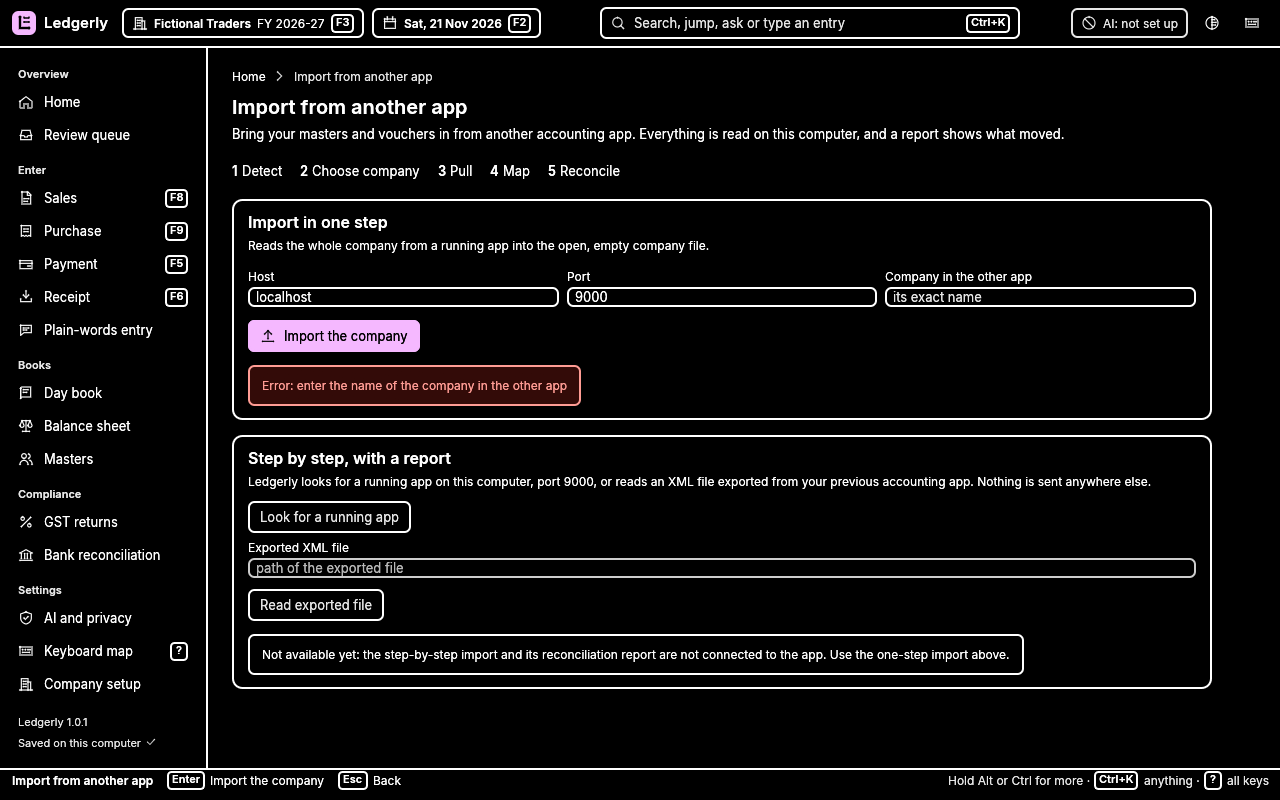 Ledgerly
Fictional Traders FY 2026-27 F3
Sat, 21 Nov 2026 F2
Search, jump, ask or type an entry Ctrl+K
AI: not set up
Overview
Home
Review queue
Enter
Sales F8
Purchase F9
Payment F5
Receipt F6
Plain-words entry
Books
Day book
Balance sheet
Masters
Compliance
GST returns
Bank reconciliation
Settings
AI and privacy
Keyboard map ?
Company setup
Ledgerly 1.0.1
Saved on this computer
Home Import from another app
Import from another app
Bring your masters and vouchers in from another accounting app. Everything is read on this computer, and a report shows what moved.
1 Detect 2 Choose company 3 Pull 4 Map 5 Reconcile
Import in one step
Reads the whole company from a running app into the open, empty company file.
Host Port Company in the other app
localhost 9000 its exact name
Import the company
Error: enter the name of the company in the other app
Step by step, with a report
Ledgerly looks for a running app on this computer, port 9000, or reads an XML file exported from your previous accounting app. Nothing is sent anywhere else.
Look for a running app
Exported XML file
path of the exported file
Read exported file
Not available yet: the step-by-step import and its reconciliation report are not connected to the app. Use the one-step import above.
Import from another app Enter Import the company Esc Back
Hold Alt or Ctrl for more · Ctrl+K anything · ? all keys